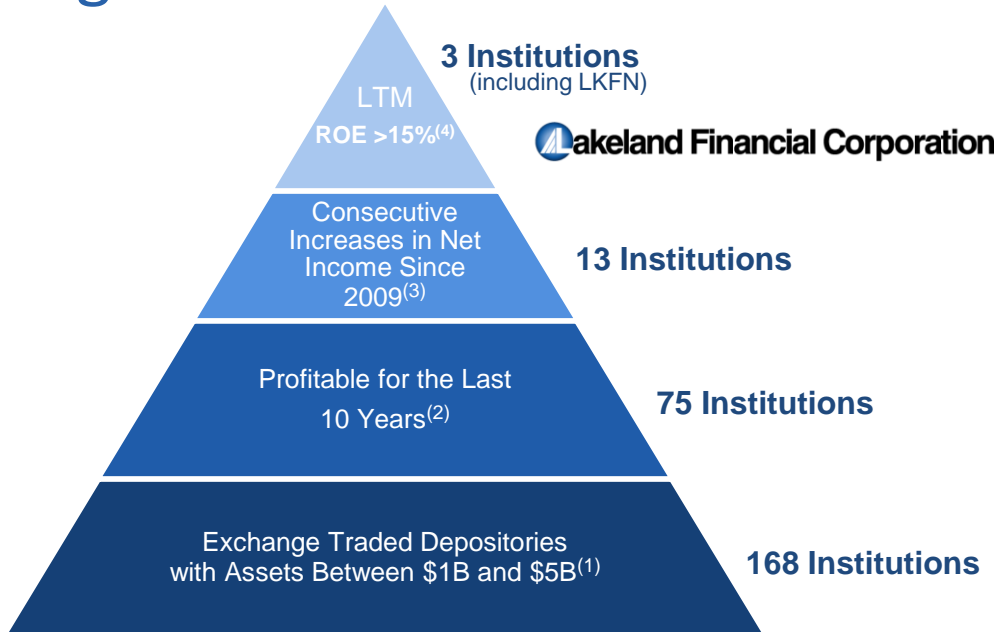 3 Institutions
(including LKFN)
LTM
ROE >15%(4)
Lakeland Financial Corporation
Consecutive
Increases in Net
Income Since
2009(3)
13 Institutions
Profitable for the Last
10 Years(2)
75 Institutions
Exchange Traded Depositories
with Assets Between $1B and $5B(1)
168 Institutions